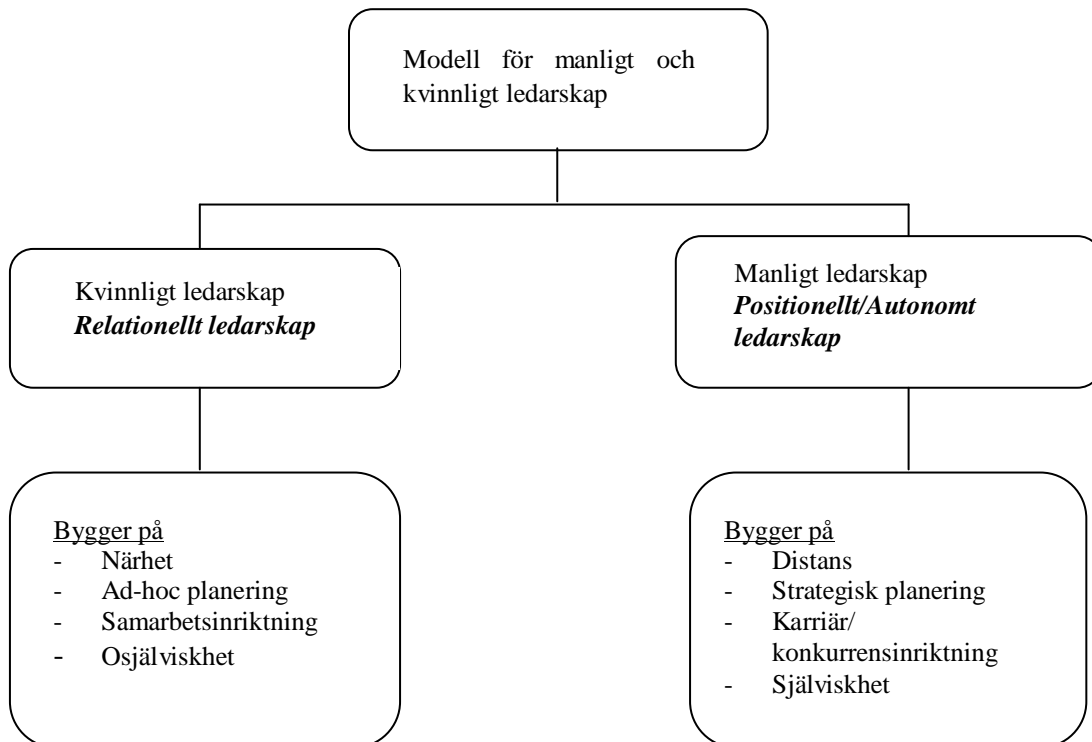 Modell för manligt och
kvinnligt ledarskap
Kvinnligt ledarskap
Relationellt ledarskap
Manligt ledarskap
Positionellt/Autonomt
ledarskap
Bygger på
- Närhet
- Ad-hoc planering
- Samarbetsinriktning
- Osjälviskhet
Bygger på
- Distans
- Strategisk planering
- Karriär/
konkurrensinriktning
- Själviskhet